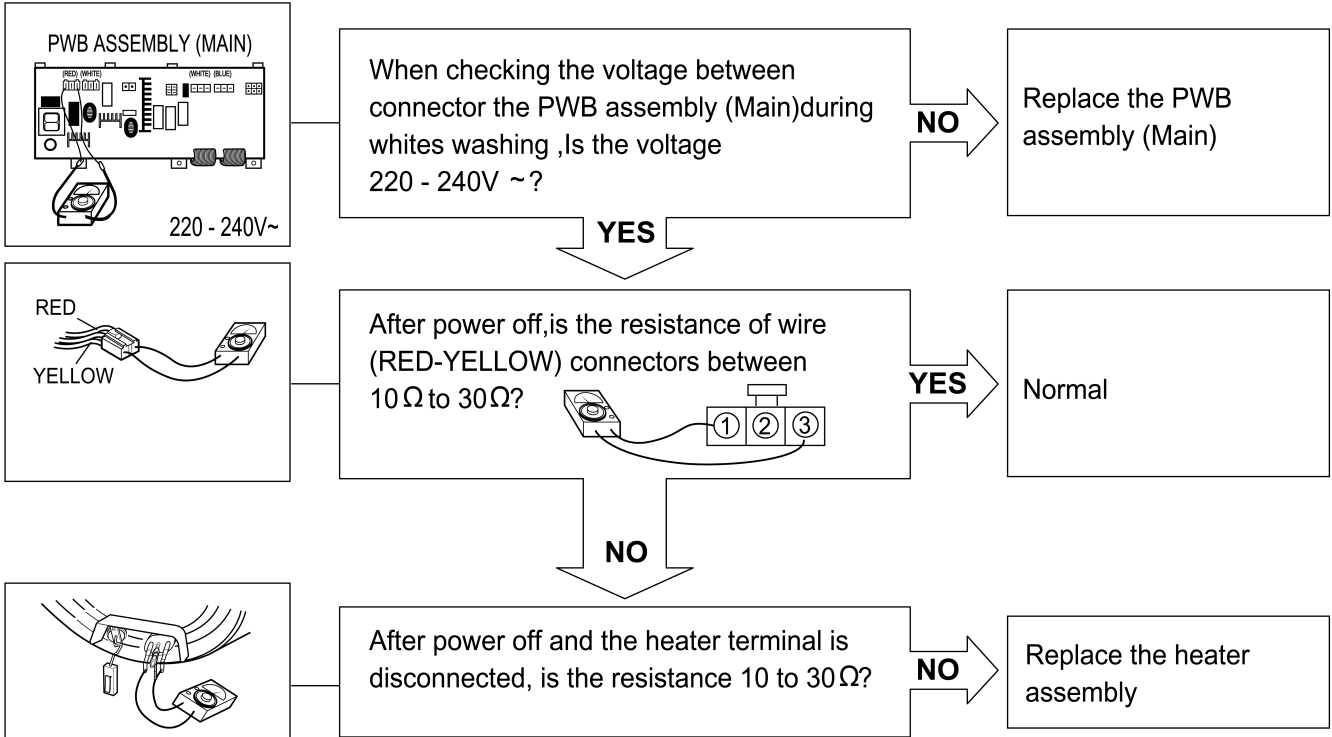 PWB ASSEMBLY (MAIN)
(RED) (WHITE)
(WHITE) (BLUE)
220 - 240V~
When checking the voltage between
connector the PWB assembly (Main)during
whites washing ,Is the voltage
220 - 240V ~?
NO
Replace the PWB
assembly (Main)
YES
RED
YELLOW
After power off,is the resistance of wire
(RED-YELLOW) connectors between
10Ω to 30Ω?
① ② ③
YES
Normal
NO
After power off and the heater terminal is
disconnected, is the resistance 10 to 30Ω?
NO
Replace the heater
assembly